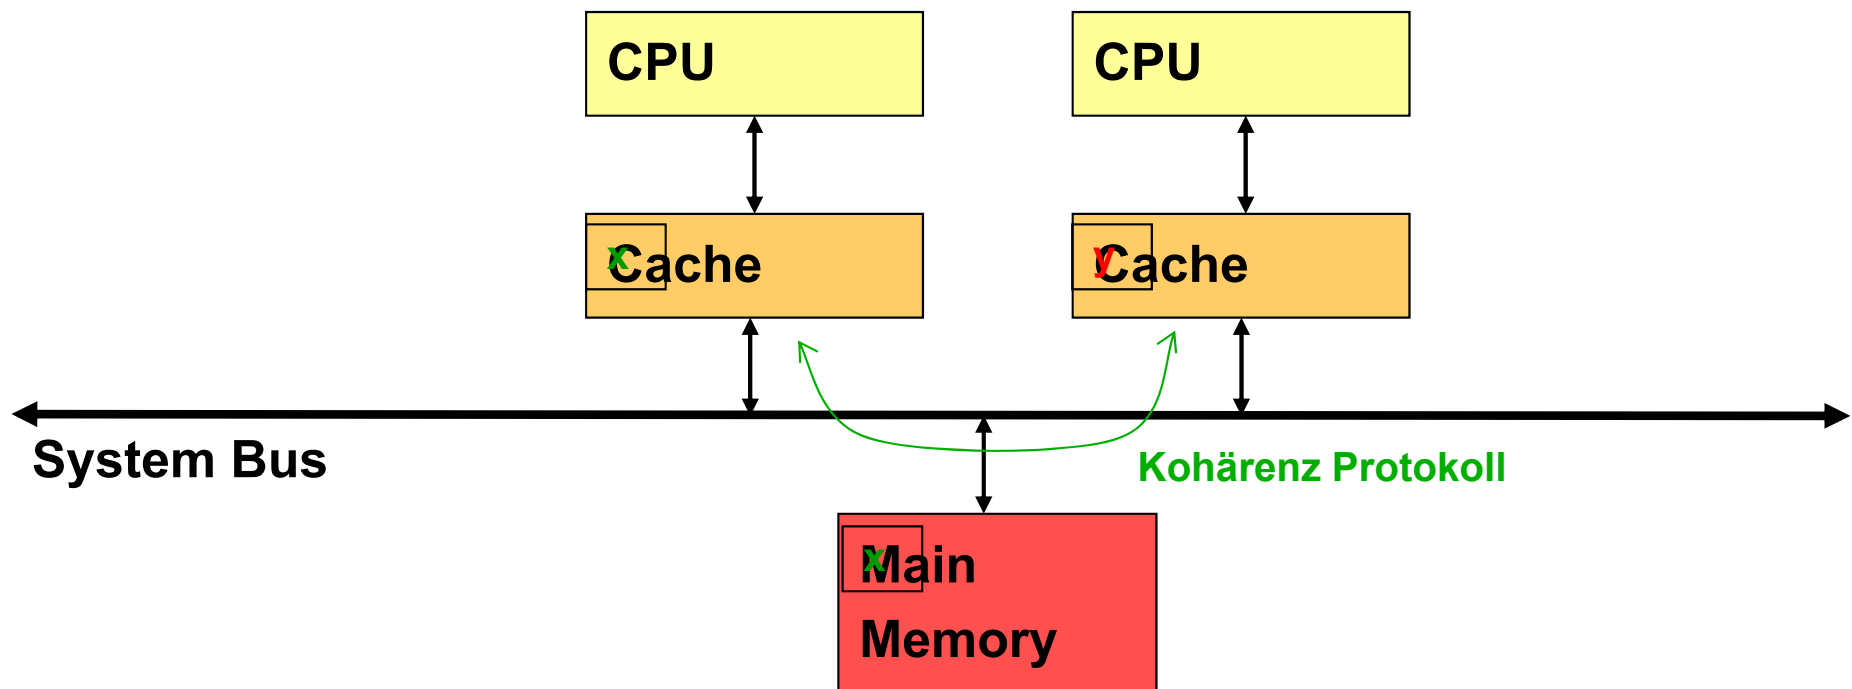 CPU
CPU
x
Cache
y
Cache
System Bus
Kohärenz Protokoll
x
Main
Memory